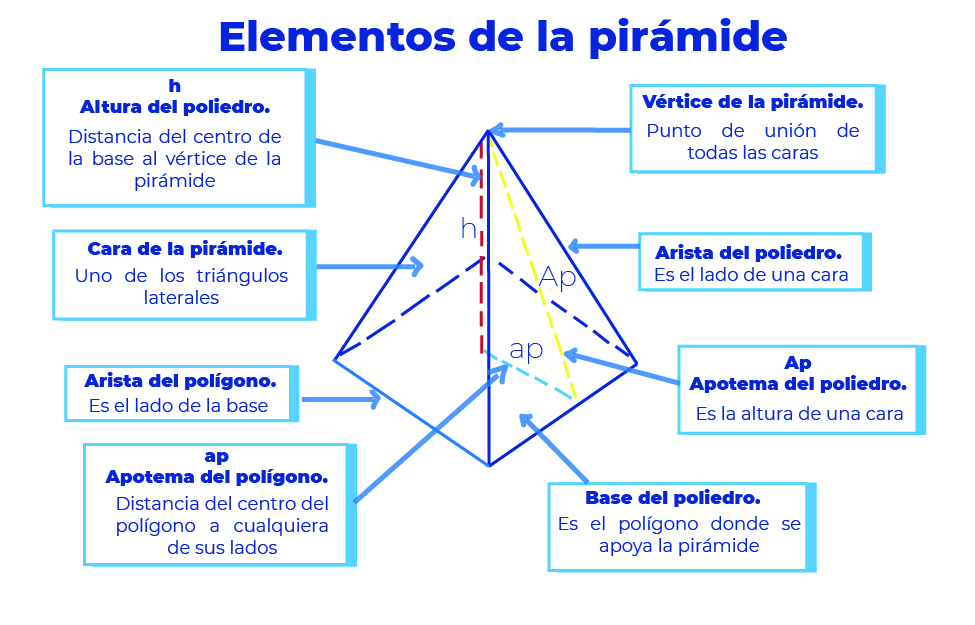 Elementos de la pirámide
h
Altura del poliedro.
Distancia del centro de
la base al vértice de la
pirámide
Vértice de la pirámide.
Punto de unión de
todas las caras
Cara de la pirámide.
Uno de los triángulos
laterales
h
Arista del poliedro.
Es el lado de una cara
Ap
ap
Arista del polígono.
Es el lado de la base
Ap
Apotema del poliedro.
Es la altura de una cara
ap
Apotema del polígono.
Distancia del centro del
polígono a cualquiera
de sus lados
Base del poliedro.
Es el polígono donde se
apoya la pirámide